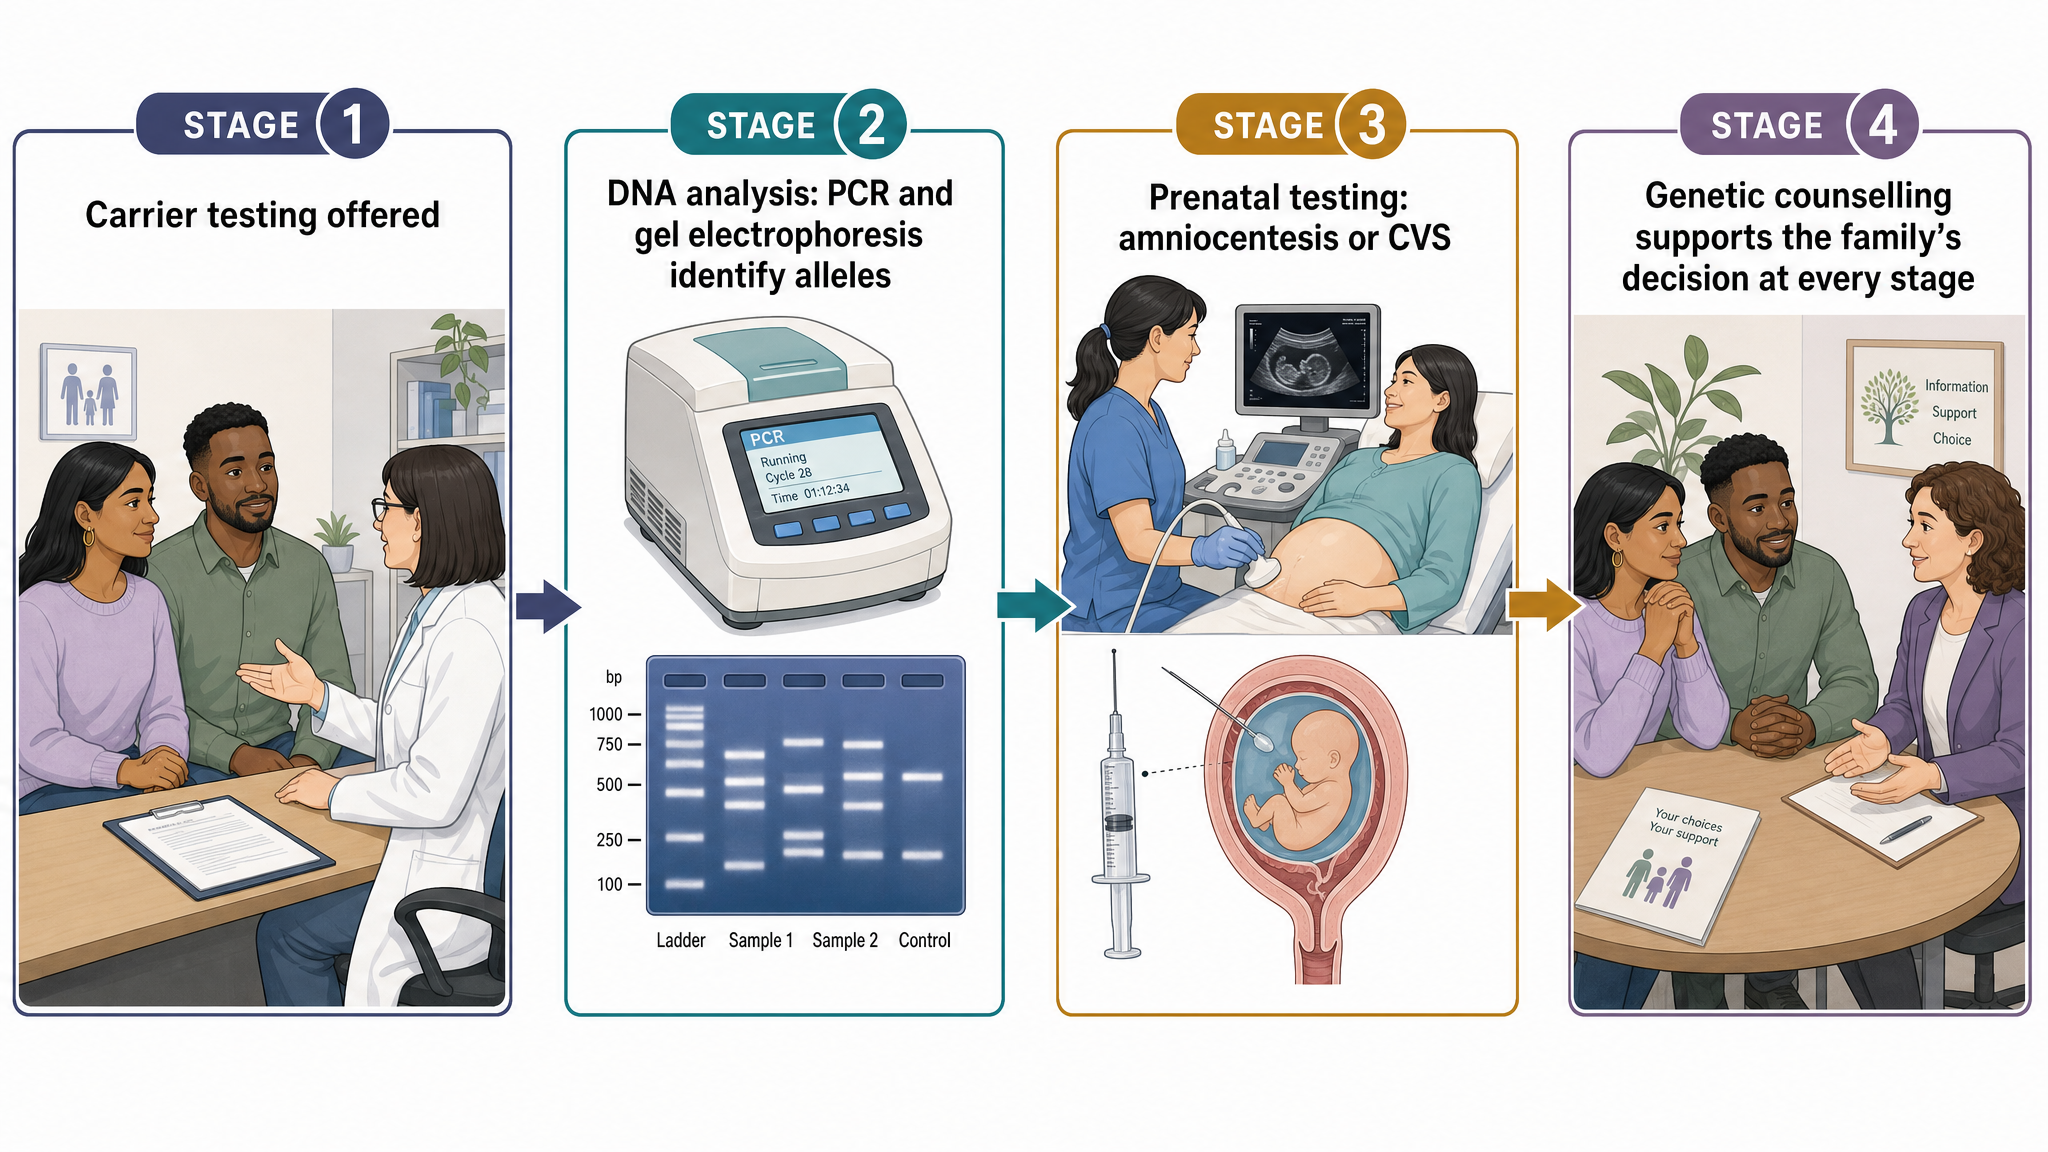 STAGE 1
Carrier testing offered
STAGE 2
DNA analysis: PCR and
gel electrophoresis
identify alleles
PCR
Running
Cycle 28
Time 01:12:34
bp
1000
750
500
250
100
Ladder Sample 1 Sample 2 Control
STAGE 3
Prenatal testing:
amniocentesis or CVS
STAGE 4
Genetic counselling
supports the family's
decision at every stage
Information
Support
Choice
Your choices
Your support